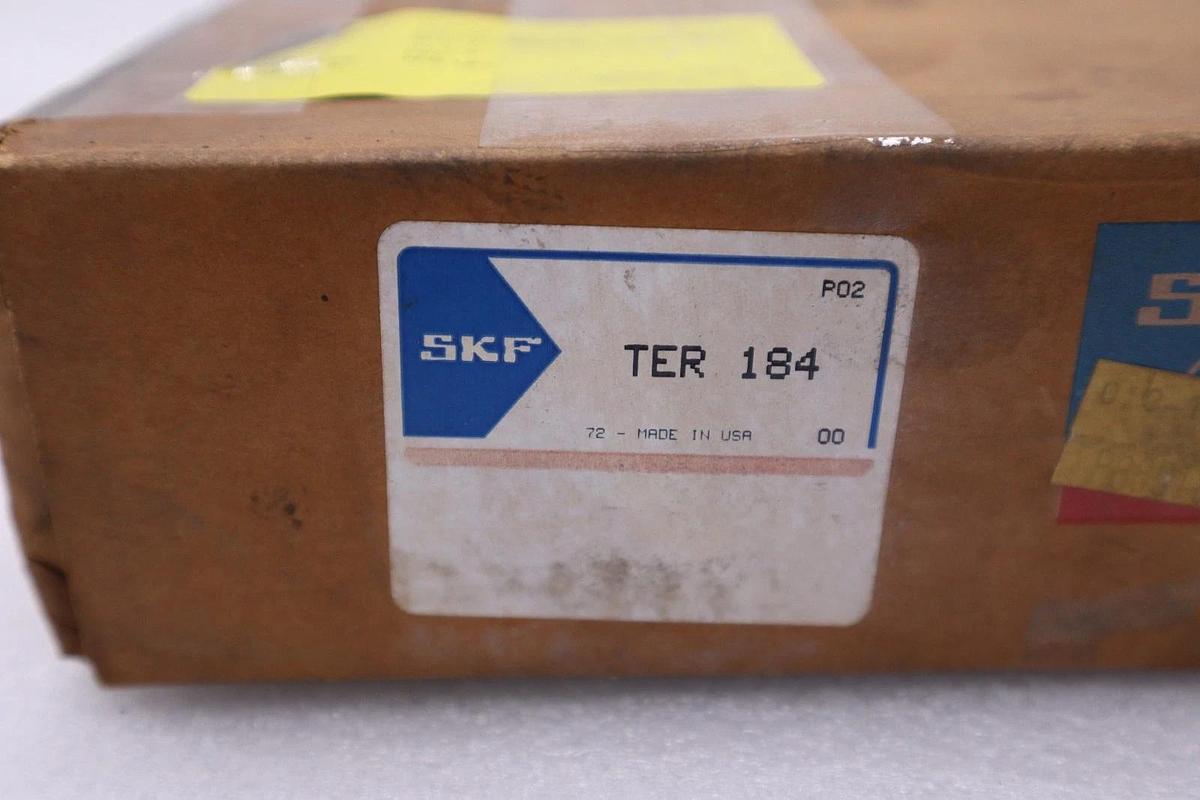 P02
SKF
TER 184
72 - MADE IN USA
00
S